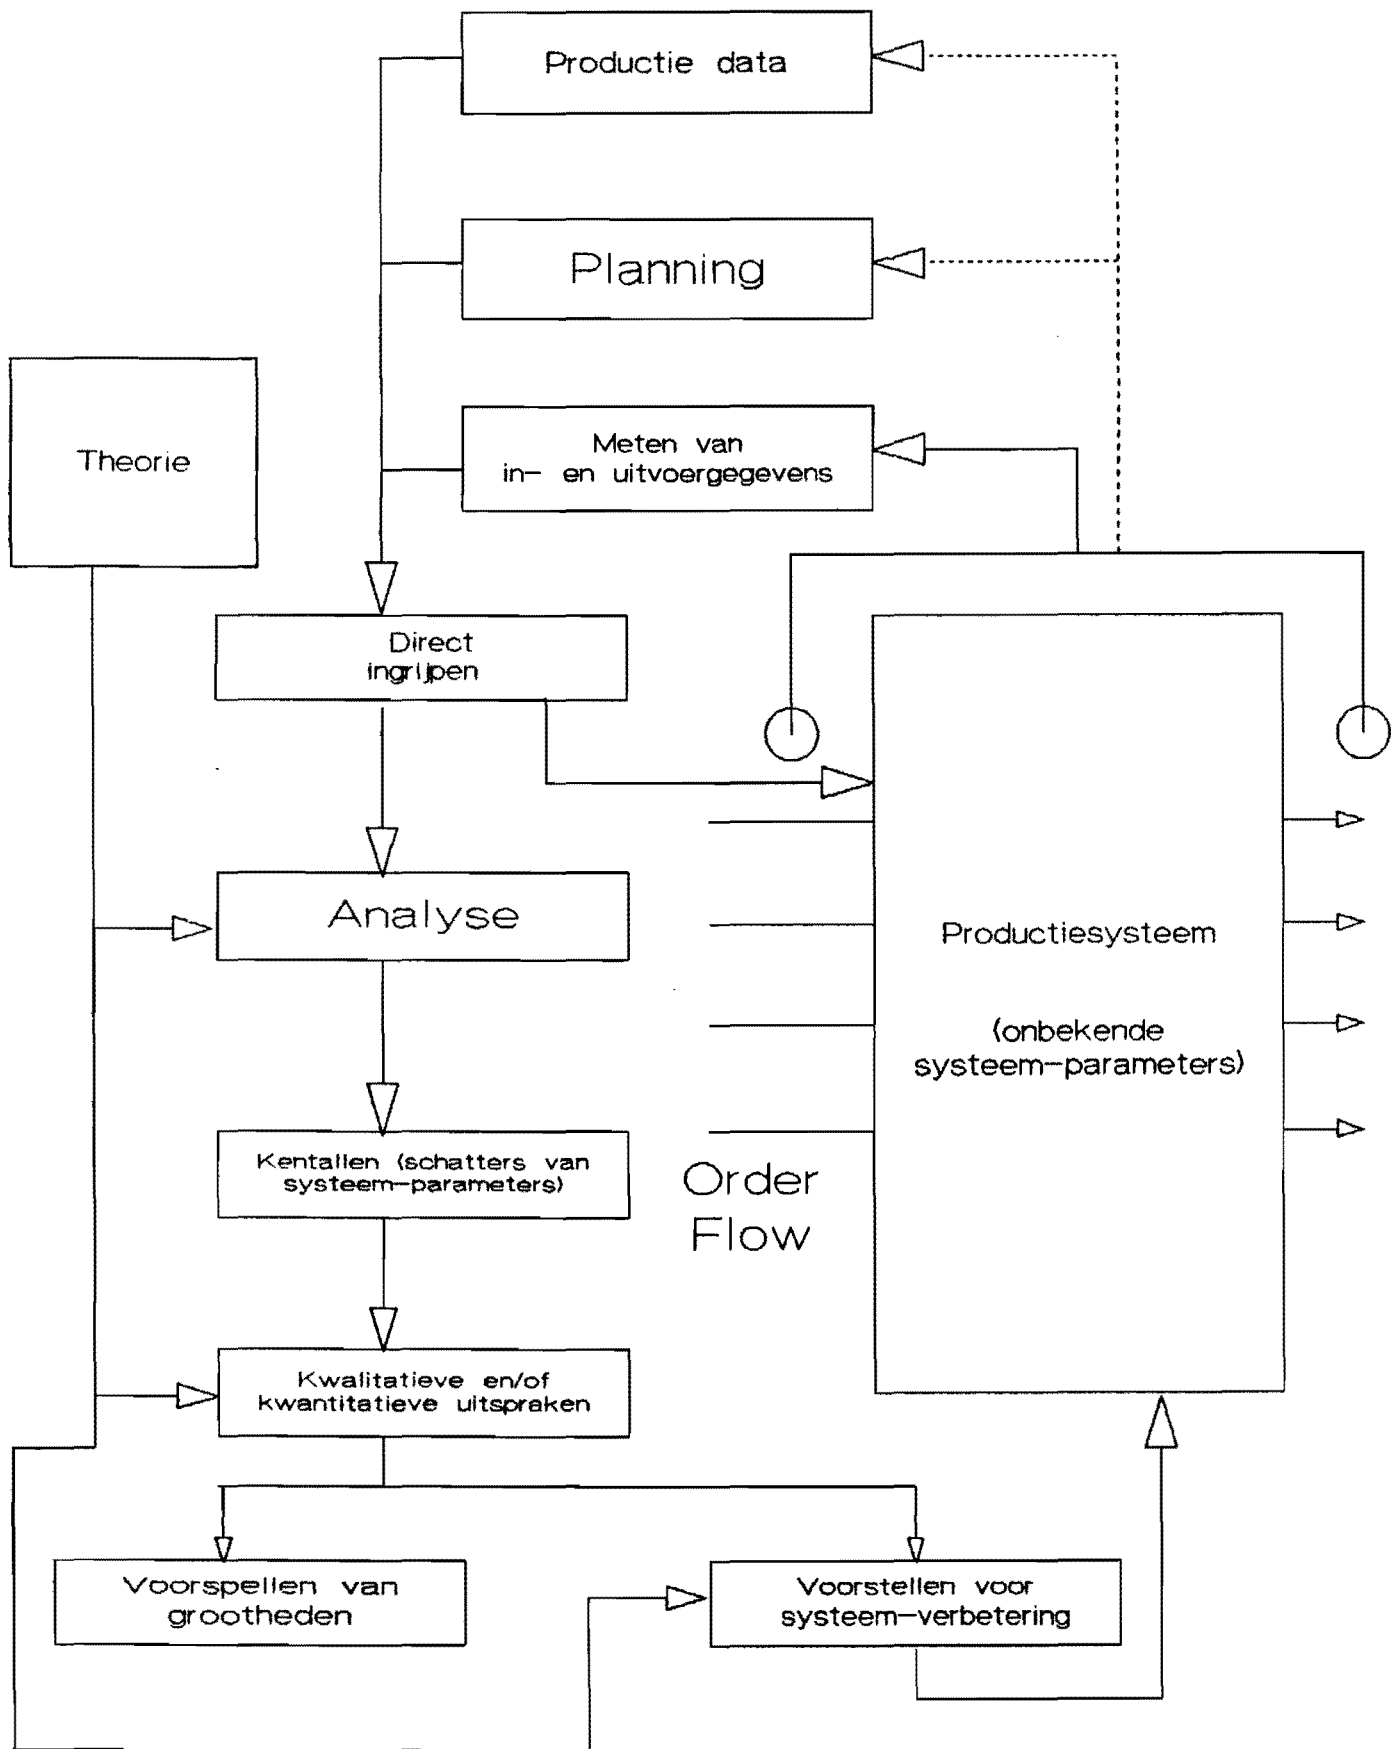 Productie data
Planning
Theorie
Meten van
in- en uitvoergegevens
Direct
ingrijpen
Analyse
Productiesysteem
(onbekende
systeem-parameters)
Kentallen (schatters van
systeem-parameters)
Order
Flow
Kwalitatieve en/of
kwantitatieve uitspraken
Voorspellen van
grootheden
Voorstellen voor
systeem-verbetering